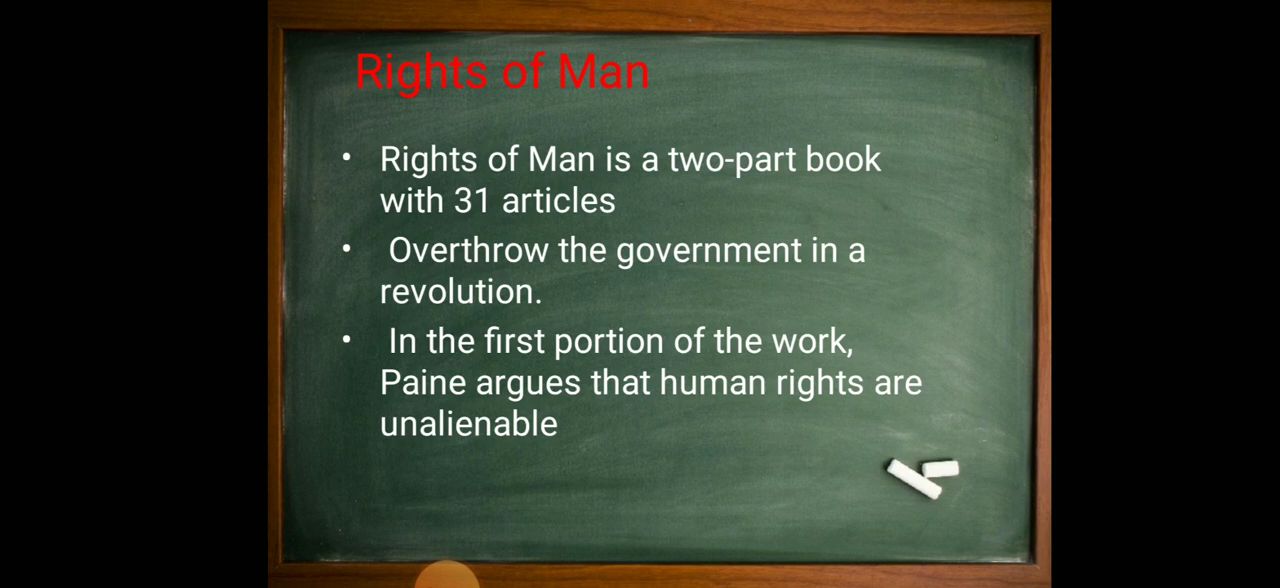 Rights of Man
• Rights of Man is a two-part book
with 31 articles
• Overthrow the government in a
revolution.
• In the first portion of the work,
Paine argues that human rights are
unalienable